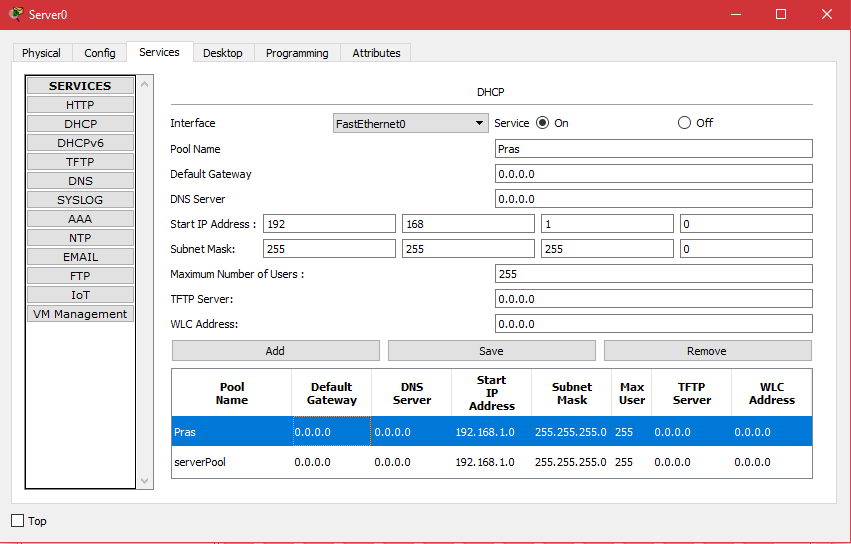 Server0
Physical Config Services Desktop Programming Attributes
SERVICES
HTTP
DHCP
DHCPv6
TFTP
DNS
SYSLOG
AAA
NTP
EMAIL
FTP
IoT
VM Management
DHCP
Interface FastEthernet0 Service On Off
Pool Name Pras
Default Gateway 0.0.0.0
DNS Server 0.0.0.0
Start IP Address : 192 168 1 0
Subnet Mask: 255 255 255 0
Maximum Number of Users : 255
TFTP Server: 0.0.0.0
WLC Address: 0.0.0.0
Add Save Remove
Pool Name Default Gateway DNS Server Start IP Address Subnet Mask Max User TFTP Server WLC Address
Pras 0.0.0.0 0.0.0.0 192.168.1.0 255.255.255.0 255 0.0.0.0 0.0.0.0
serverPool 0.0.0.0 0.0.0.0 192.168.1.0 255.255.255.0 255 0.0.0.0 0.0.0.0
Top